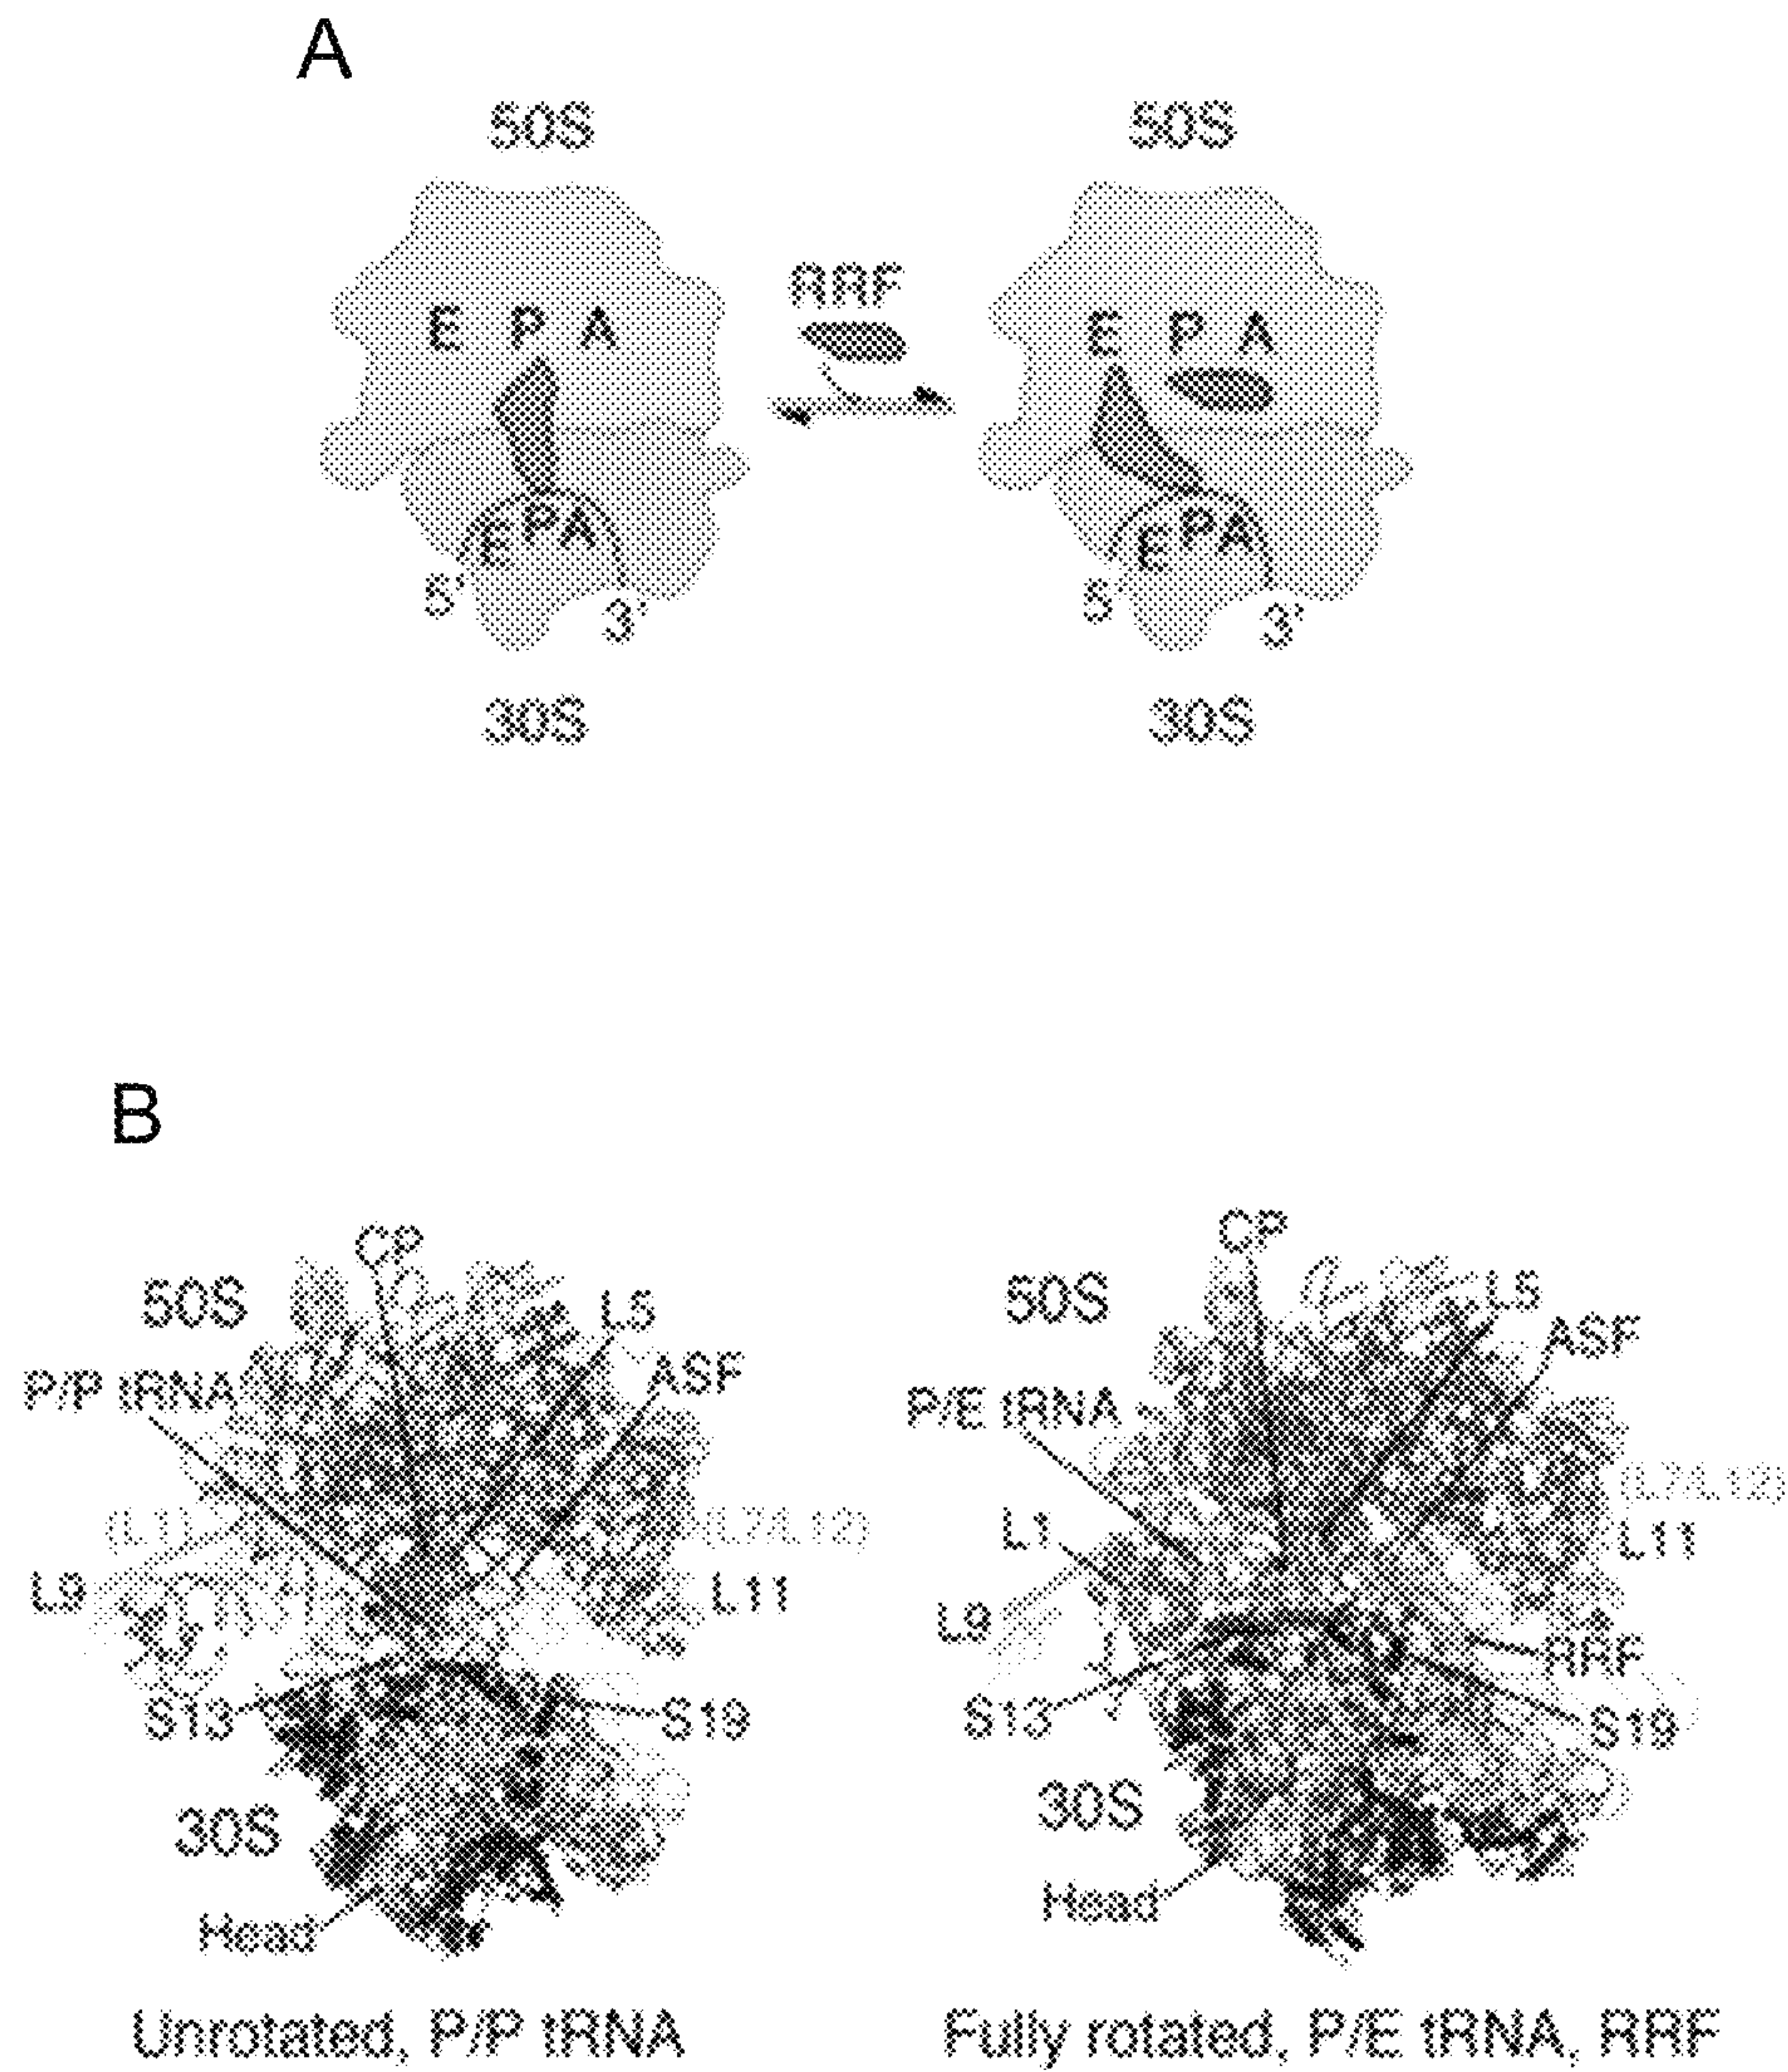 A
50S
50S
RRF
E P A
E P A
E P A
E P A
5' 3'
5' 3'
30S
30S
B
CP
50S
L5
ASF
P/P tRNA
(L1)
(L7/L12)
L9
L11
S13
S19
30S
Head
Unrotated, P/P tRNA
CP
50S
L5
ASF
P/E tRNA
(L7/L12)
L1
L11
L9
RRF
S13
S19
30S
Head
Fully rotated, P/E tRNA, RRF